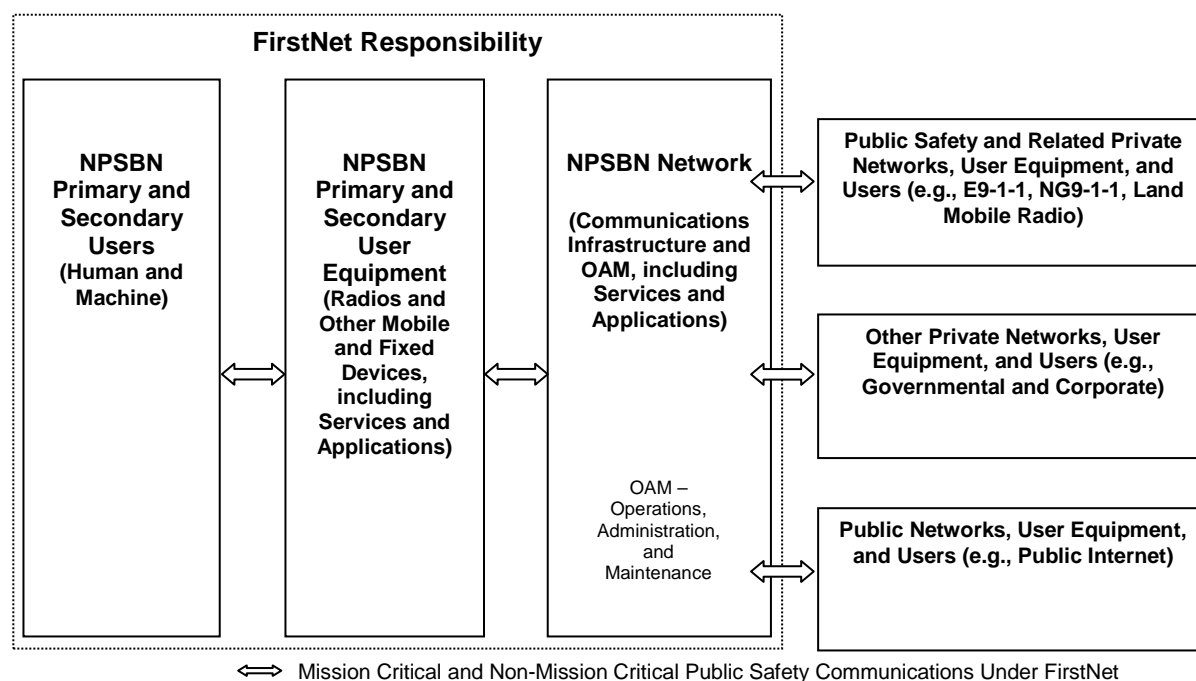 FirstNet Responsibility
NPSBN
Primary and
Secondary
Users
(Human and
Machine)
NPSBN
Primary and
Secondary
User
Equipment
(Radios and
Other Mobile
and Fixed
Devices,
including
Services and
Applications)
NPSBN Network
(Communications
Infrastructure and
OAM, including
Services and
Applications)
OAM –
Operations,
Administration,
and
Maintenance
Public Safety and Related Private
Networks, User Equipment, and
Users (e.g., E9-1-1, NG9-1-1, Land
Mobile Radio)
Other Private Networks, User
Equipment, and Users (e.g.,
Governmental and Corporate)
Public Networks, User Equipment,
and Users (e.g., Public Internet)
Mission Critical and Non-Mission Critical Public Safety Communications Under FirstNet